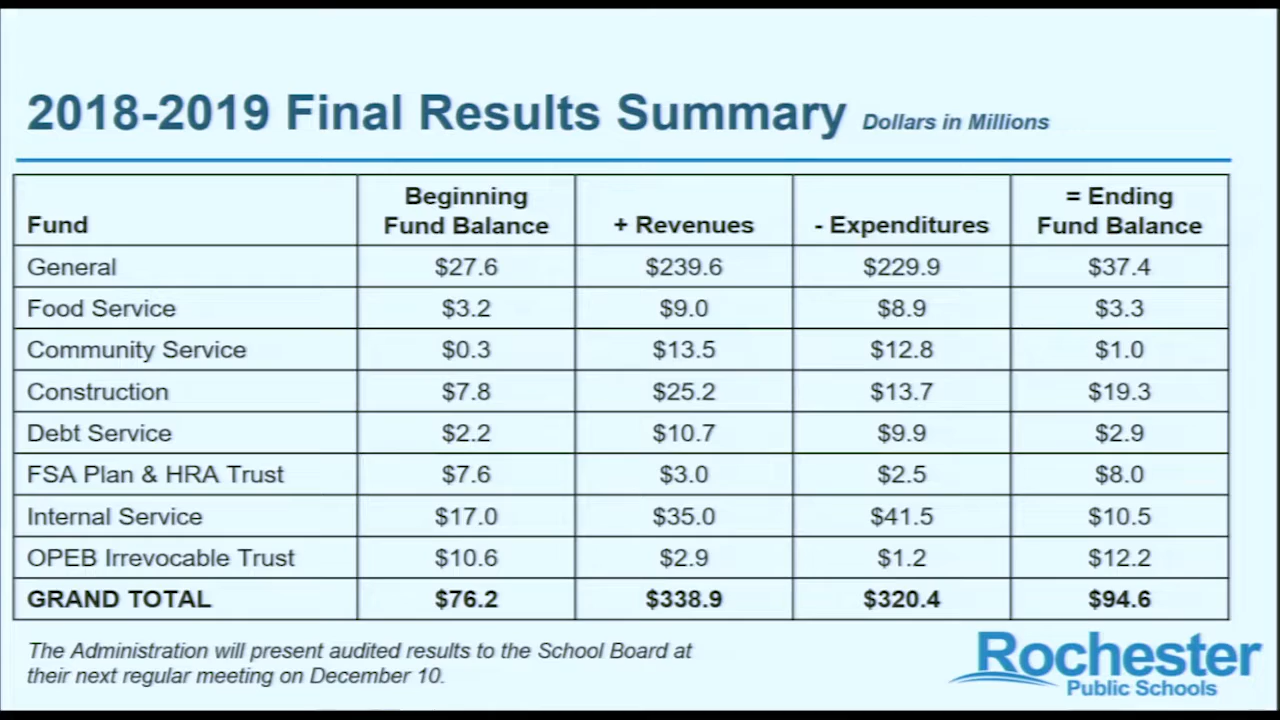 2018-2019 Final Results Summary Dollars in Millions
Fund Beginning Fund Balance + Revenues - Expenditures = Ending Fund Balance
General $27.6 $239.6 $229.9 $37.4
Food Service $3.2 $9.0 $8.9 $3.3
Community Service $0.3 $13.5 $12.8 $1.0
Construction $7.8 $25.2 $13.7 $19.3
Debt Service $2.2 $10.7 $9.9 $2.9
FSA Plan & HRA Trust $7.6 $3.0 $2.5 $8.0
Internal Service $17.0 $35.0 $41.5 $10.5
OPEB Irrevocable Trust $10.6 $2.9 $1.2 $12.2
GRAND TOTAL $76.2 $338.9 $320.4 $94.6
The Administration will present audited results to the School Board at
their next regular meeting on December 10.
Rochester
Public Schools